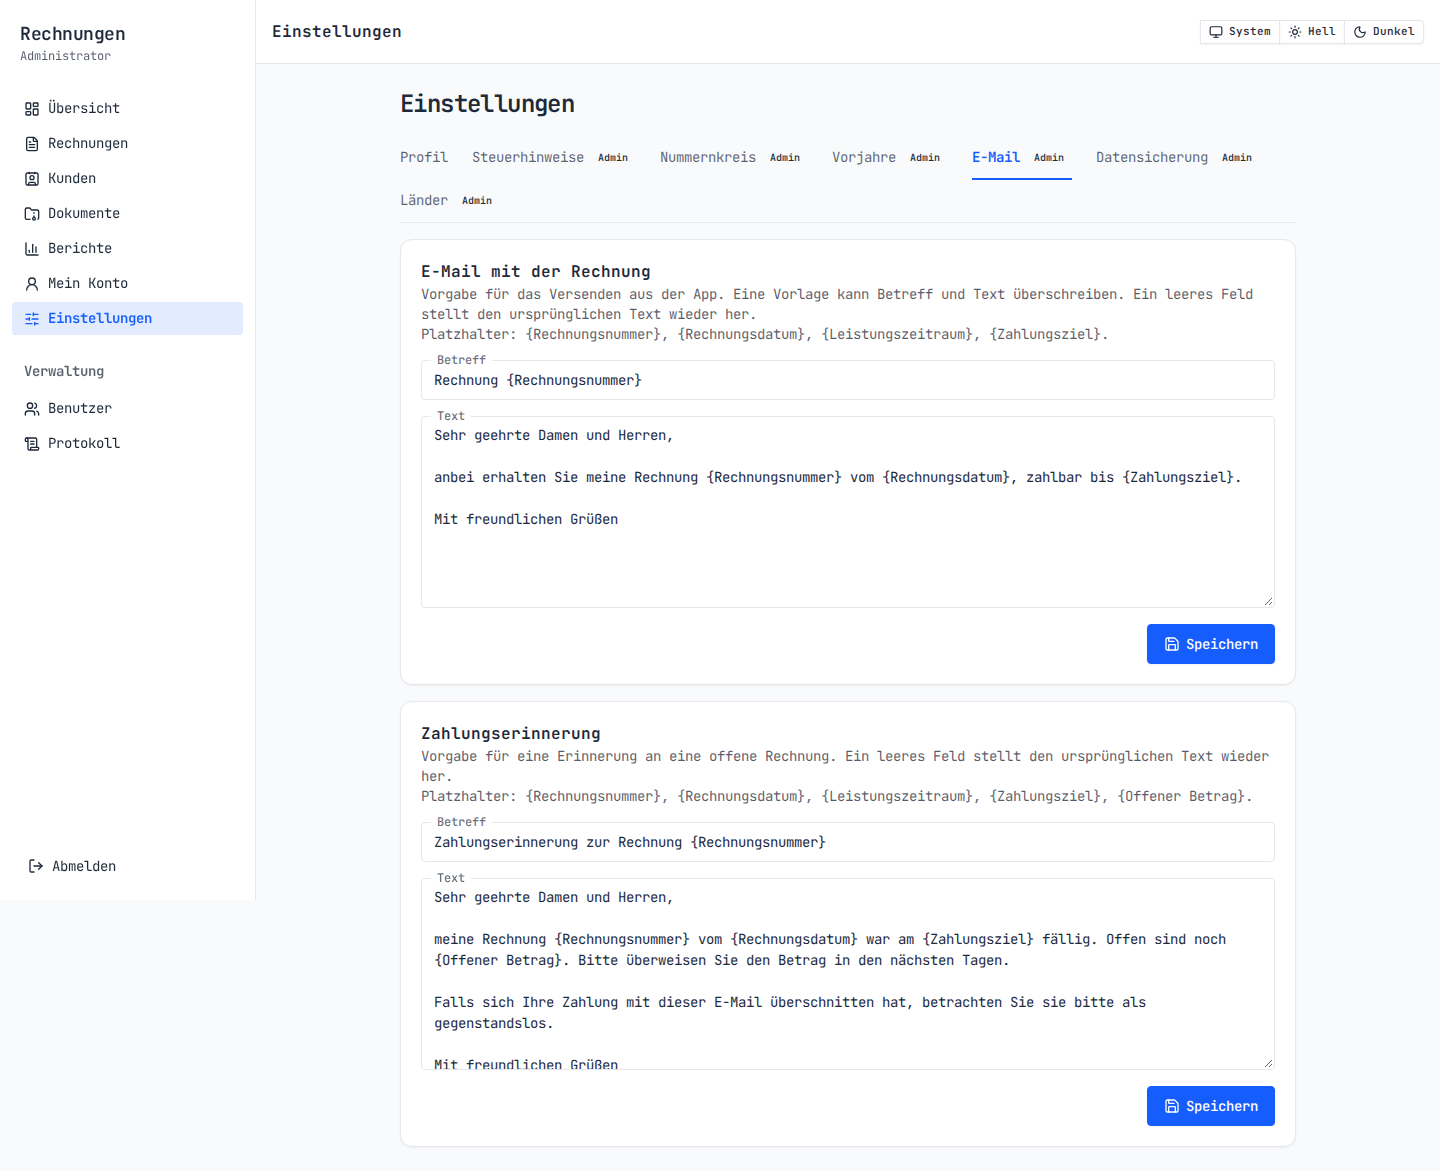 Rechnungen
Administrator
Übersicht
Rechnungen
Kunden
Dokumente
Berichte
Mein Konto
Einstellungen
Verwaltung
Benutzer
Protokoll
Abmelden
Einstellungen
System Hell Dunkel
Einstellungen
Profil Steuerhinweise Admin Nummernkreis Admin Vorjahre Admin E-Mail Admin Datensicherung Admin
Länder Admin
E-Mail mit der Rechnung
Vorgabe für das Versenden aus der App. Eine Vorlage kann Betreff und Text überschreiben. Ein leeres Feld
stellt den ursprünglichen Text wieder her.
Platzhalter: {Rechnungsnummer}, {Rechnungsdatum}, {Leistungszeitraum}, {Zahlungsziel}.
Betreff
Rechnung {Rechnungsnummer}
Text
Sehr geehrte Damen und Herren,
anbei erhalten Sie meine Rechnung {Rechnungsnummer} vom {Rechnungsdatum}, zahlbar bis {Zahlungsziel}.
Mit freundlichen Grüßen
Speichern
Zahlungserinnerung
Vorgabe für eine Erinnerung an eine offene Rechnung. Ein leeres Feld stellt den ursprünglichen Text wieder
her.
Platzhalter: {Rechnungsnummer}, {Rechnungsdatum}, {Leistungszeitraum}, {Zahlungsziel}, {Offener Betrag}.
Betreff
Zahlungserinnerung zur Rechnung {Rechnungsnummer}
Text
Sehr geehrte Damen und Herren,
meine Rechnung {Rechnungsnummer} vom {Rechnungsdatum} war am {Zahlungsziel} fällig. Offen sind noch
{Offener Betrag}. Bitte überweisen Sie den Betrag in den nächsten Tagen.
Falls sich Ihre Zahlung mit dieser E-Mail überschnitten hat, betrachten Sie sie bitte als
gegenstandslos.
Mit freundlichen Grüßen
Speichern